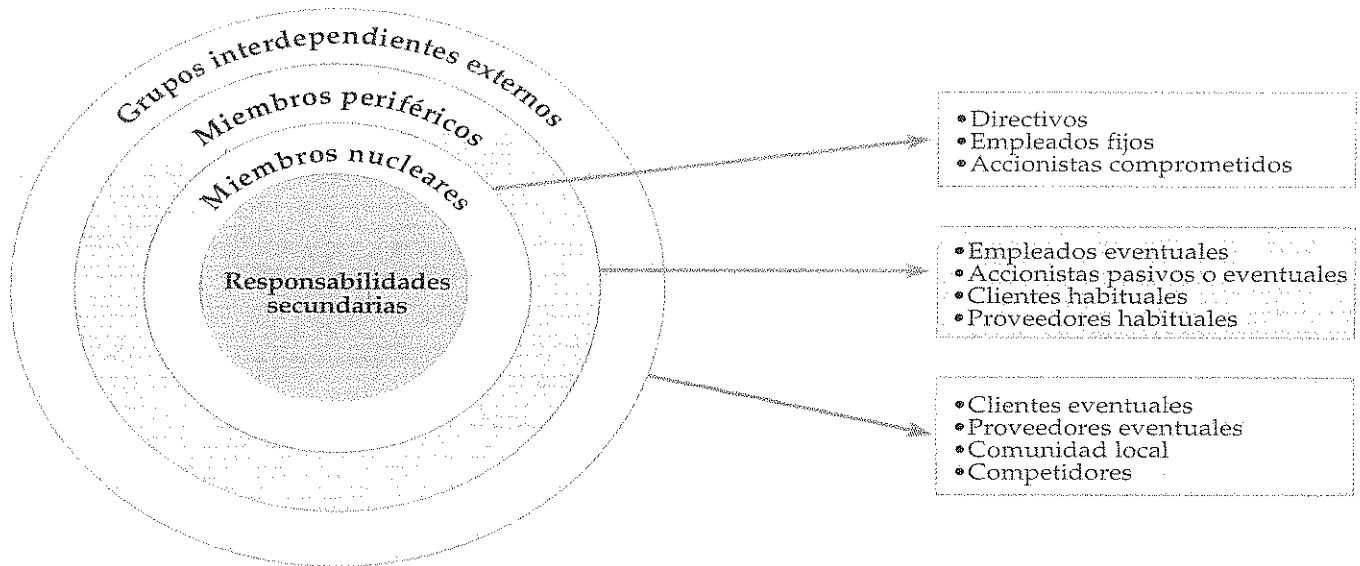 Grupos interdependientes externos
Miembros periféricos
Miembros nucleares
Responsabilidades
secundarias
• Directivos
• Empleados fijos
• Accionistas comprometidos
• Empleados eventuales
• Accionistas pasivos o eventuales
• Clientes habituales
• Proveedores habituales
• Clientes eventuales
• Proveedores eventuales
• Comunidad local
• Competidores